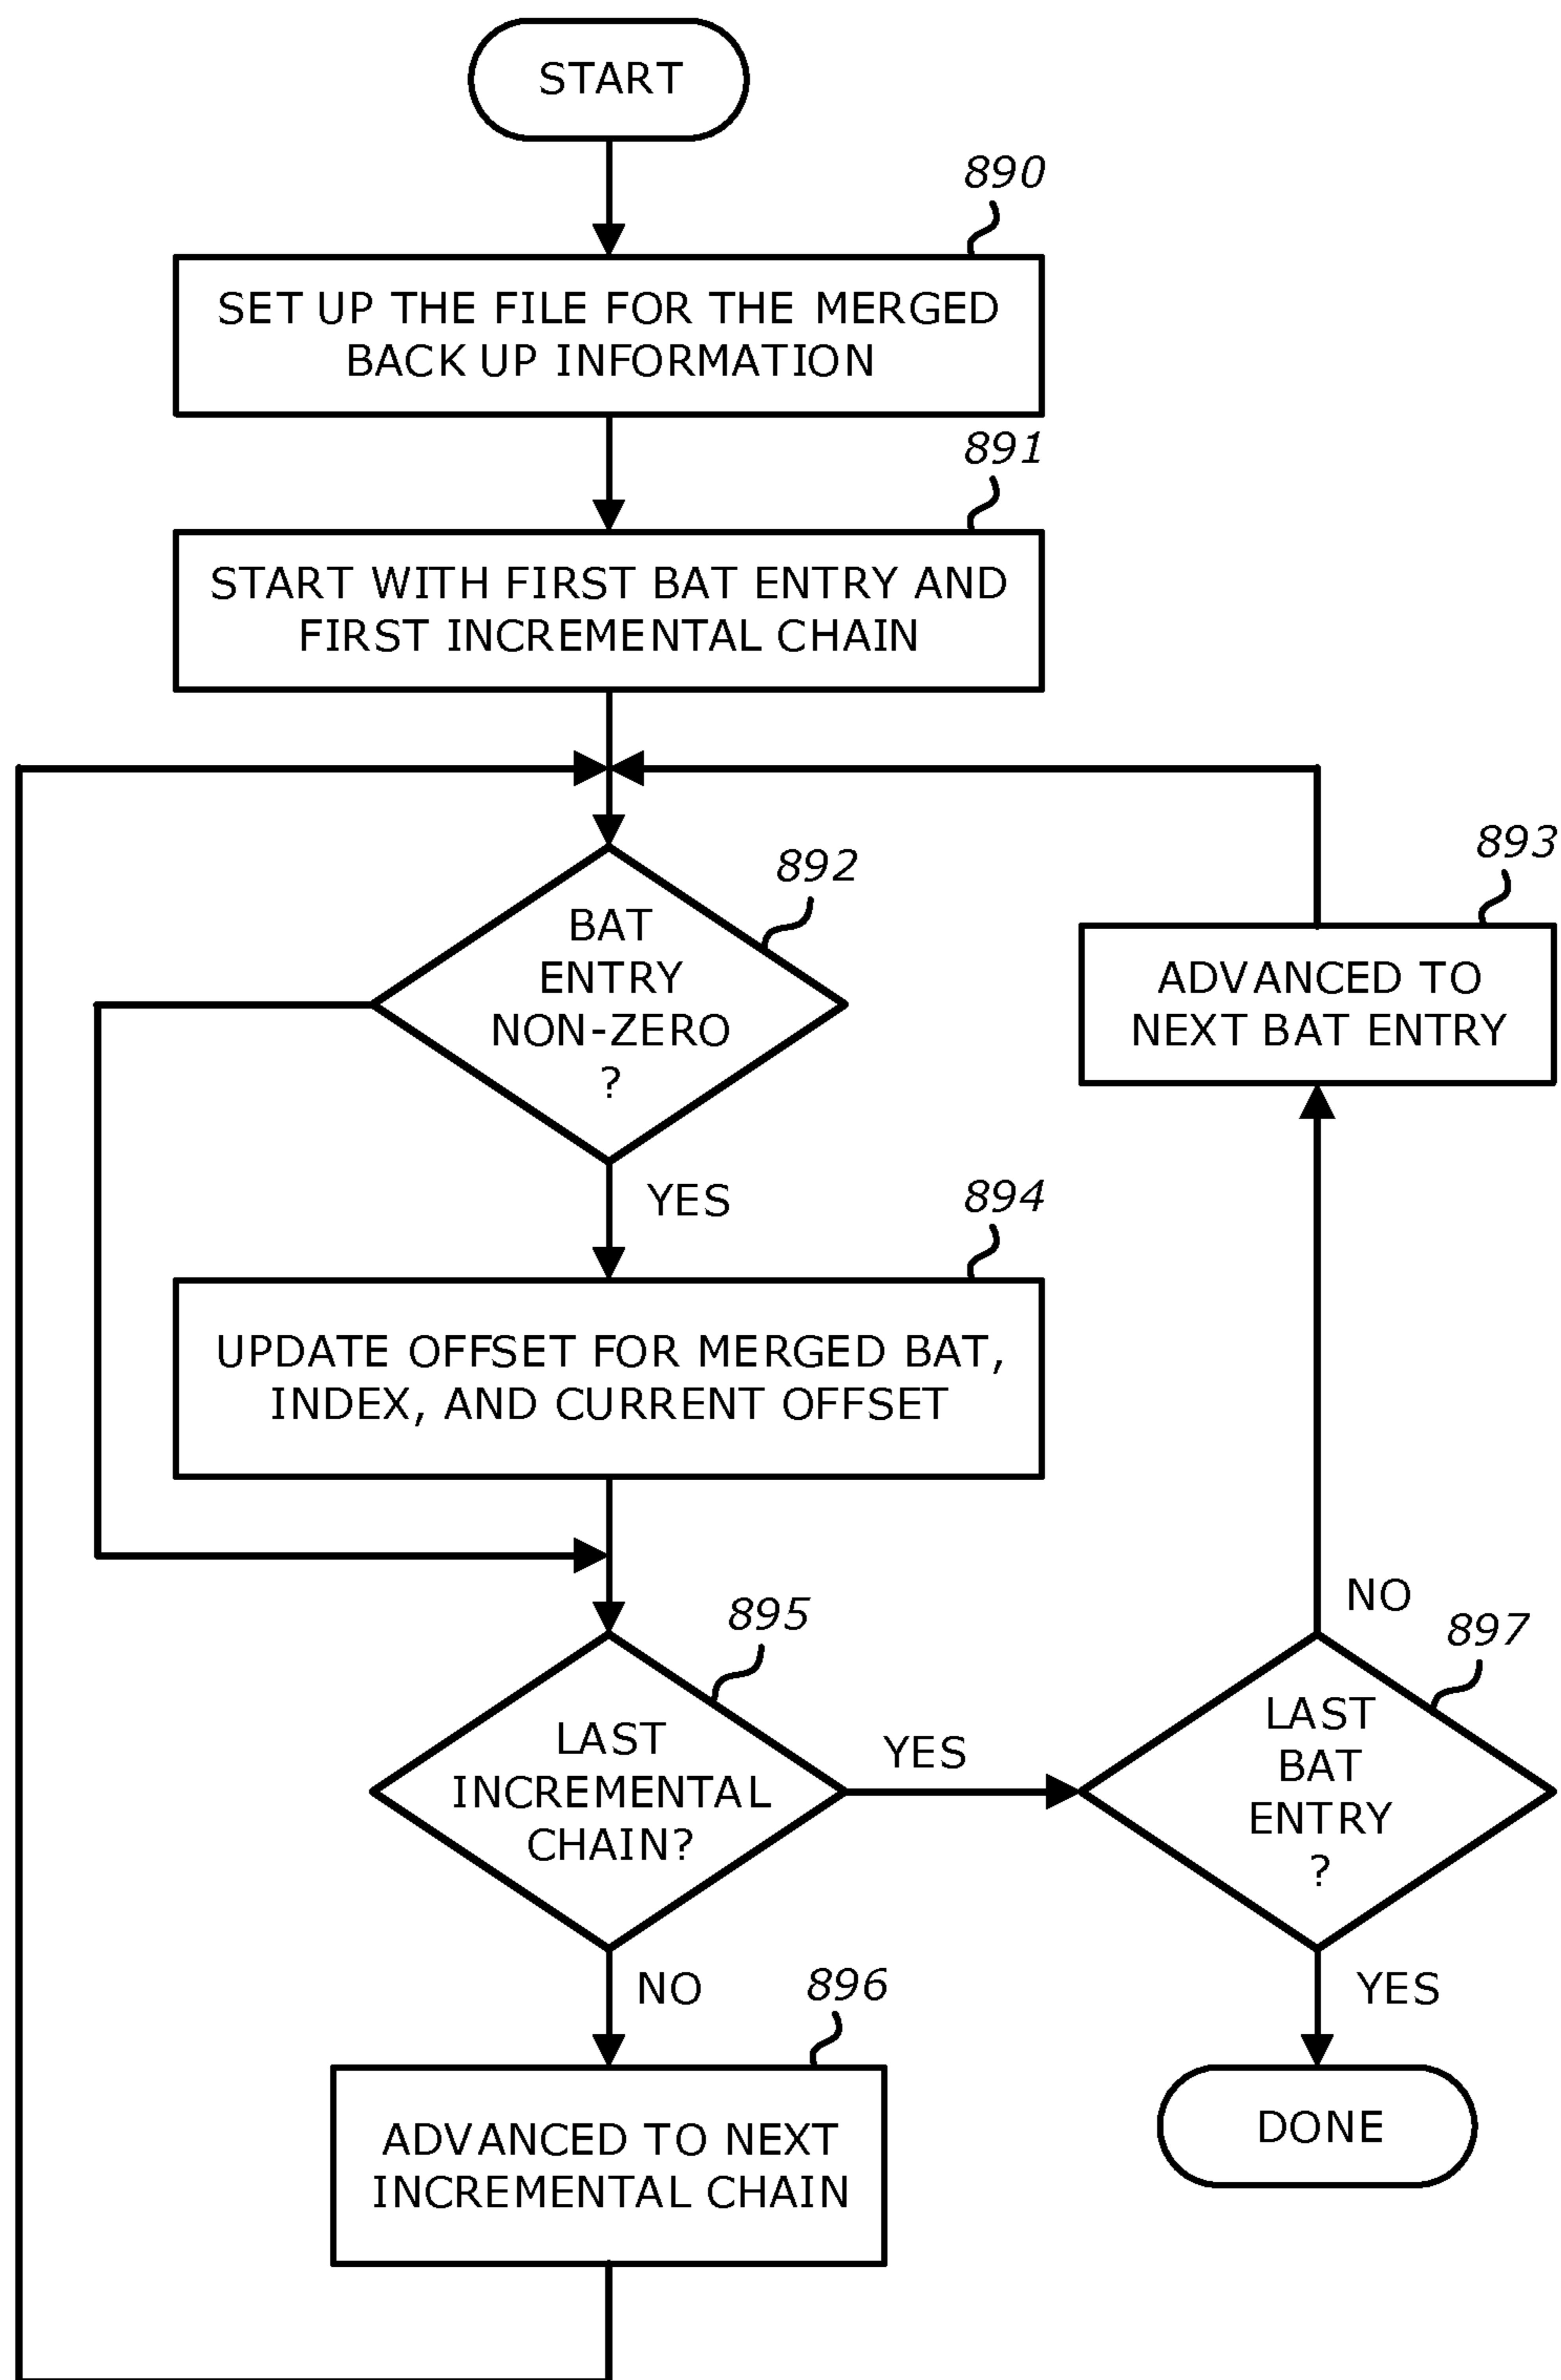 START
890
SET UP THE FILE FOR THE MERGED
BACK UP INFORMATION
891
START WITH FIRST BAT ENTRY AND
FIRST INCREMENTAL CHAIN
892
BAT
ENTRY
NON-ZERO
?
893
ADVANCED TO
NEXT BAT ENTRY
YES
894
UPDATE OFFSET FOR MERGED BAT,
INDEX, AND CURRENT OFFSET
895
LAST
INCREMENTAL
CHAIN?
YES
NO
897
LAST
BAT
ENTRY
?
NO
896
ADVANCED TO NEXT
INCREMENTAL CHAIN
YES
DONE